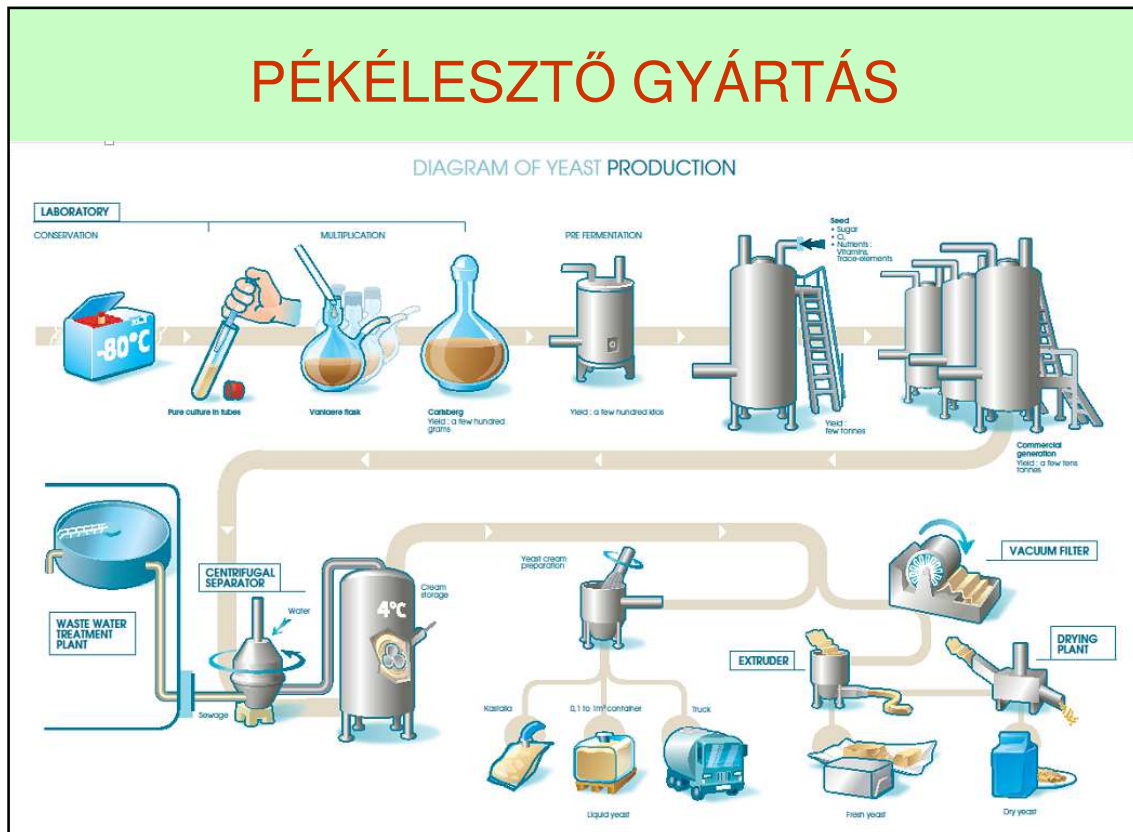 PÉKÉLESZTŐ GYÁRTÁS
DIAGRAM OF YEAST PRODUCTION
LABORATORY
CONSERVATION
MULTIPLICATION
PRE FERMENTATION
Seed
• Sugar
• O₂
• Nutrients :
Vitamins,
Trace-elements
-80°C
Pure culture in tubes
Vanlaere flask
Carlsberg
Yield : a few hundred
grams
Yield : a few hundred kilos
Yield :
few tonnes
Commercial
generation
Yield : a few tens
tonnes
WASTE WATER
TREATMENT
PLANT
CENTRIFUGAL
SEPARATOR
Water
Sewage
4°C
Cream
storage
Yeast cream
preparation
VACUUM FILTER
EXTRUDER
DRYING
PLANT
Kastalia
0,1 to 1m³ container
Truck
Liquid yeast
Fresh yeast
Dry yeast